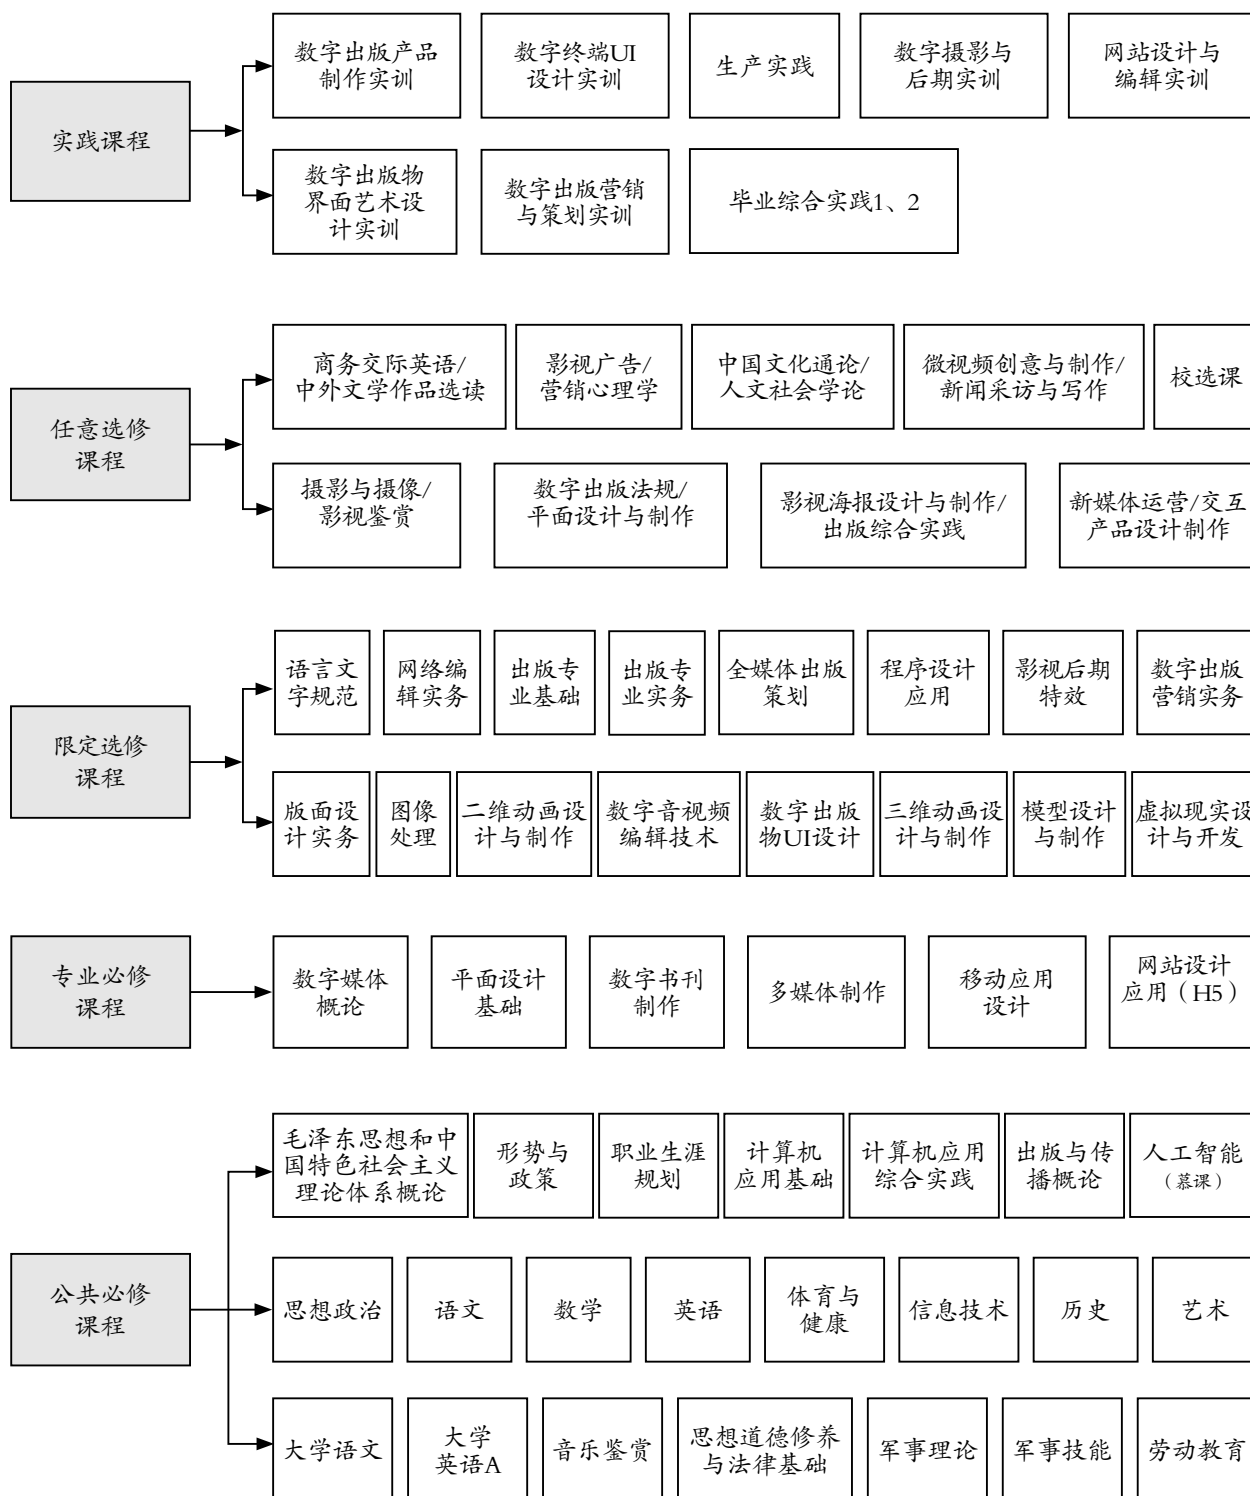 实践课程
数字出版产品
制作实训
数字终端UI
设计实训
生产实践
数字摄影与
后期实训
网站设计与
编辑实训
数字出版物
界面艺术设
计实训
数字出版营销
与策划实训
毕业综合实践1、2
任意选修
课程
商务交际英语/
中外文学作品选读
影视广告/
营销心理学
中国文化通论/
人文社会学论
微视频创意与制作/
新闻采访与写作
校选课
摄影与摄像/
影视鉴赏
数字出版法规/
平面设计与制作
影视海报设计与制作/
出版综合实践
新媒体运营/交互
产品设计制作
限定选修
课程
语言文
字规范
网络编
辑实务
出版专
业基础
出版专
业实务
全媒体出版
策划
程序设计
应用
影视后期
特效
数字出版
营销实务
版面设
计实务
图像
处理
二维动画设
计与制作
数字音视频
编辑技术
数字出版
物UI设计
三维动画设
计与制作
模型设计
与制作
虚拟现实设
计与开发
专业必修
课程
数字媒体
概论
平面设计
基础
数字书刊
制作
多媒体制作
移动应用
设计
网站设计
应用（H5）
公共必修
课程
毛泽东思想和中
国特色社会主义
理论体系概论
形势与
政策
职业生涯
规划
计算机
应用基础
计算机应用
综合实践
出版与传
播概论
人工智能
（慕课）
思想政治
语文
数学
英语
体育与
健康
信息技术
历史
艺术
大学语文
大学
英语A
音乐鉴赏
思想道德修养
与法律基础
军事理论
军事技能
劳动教育